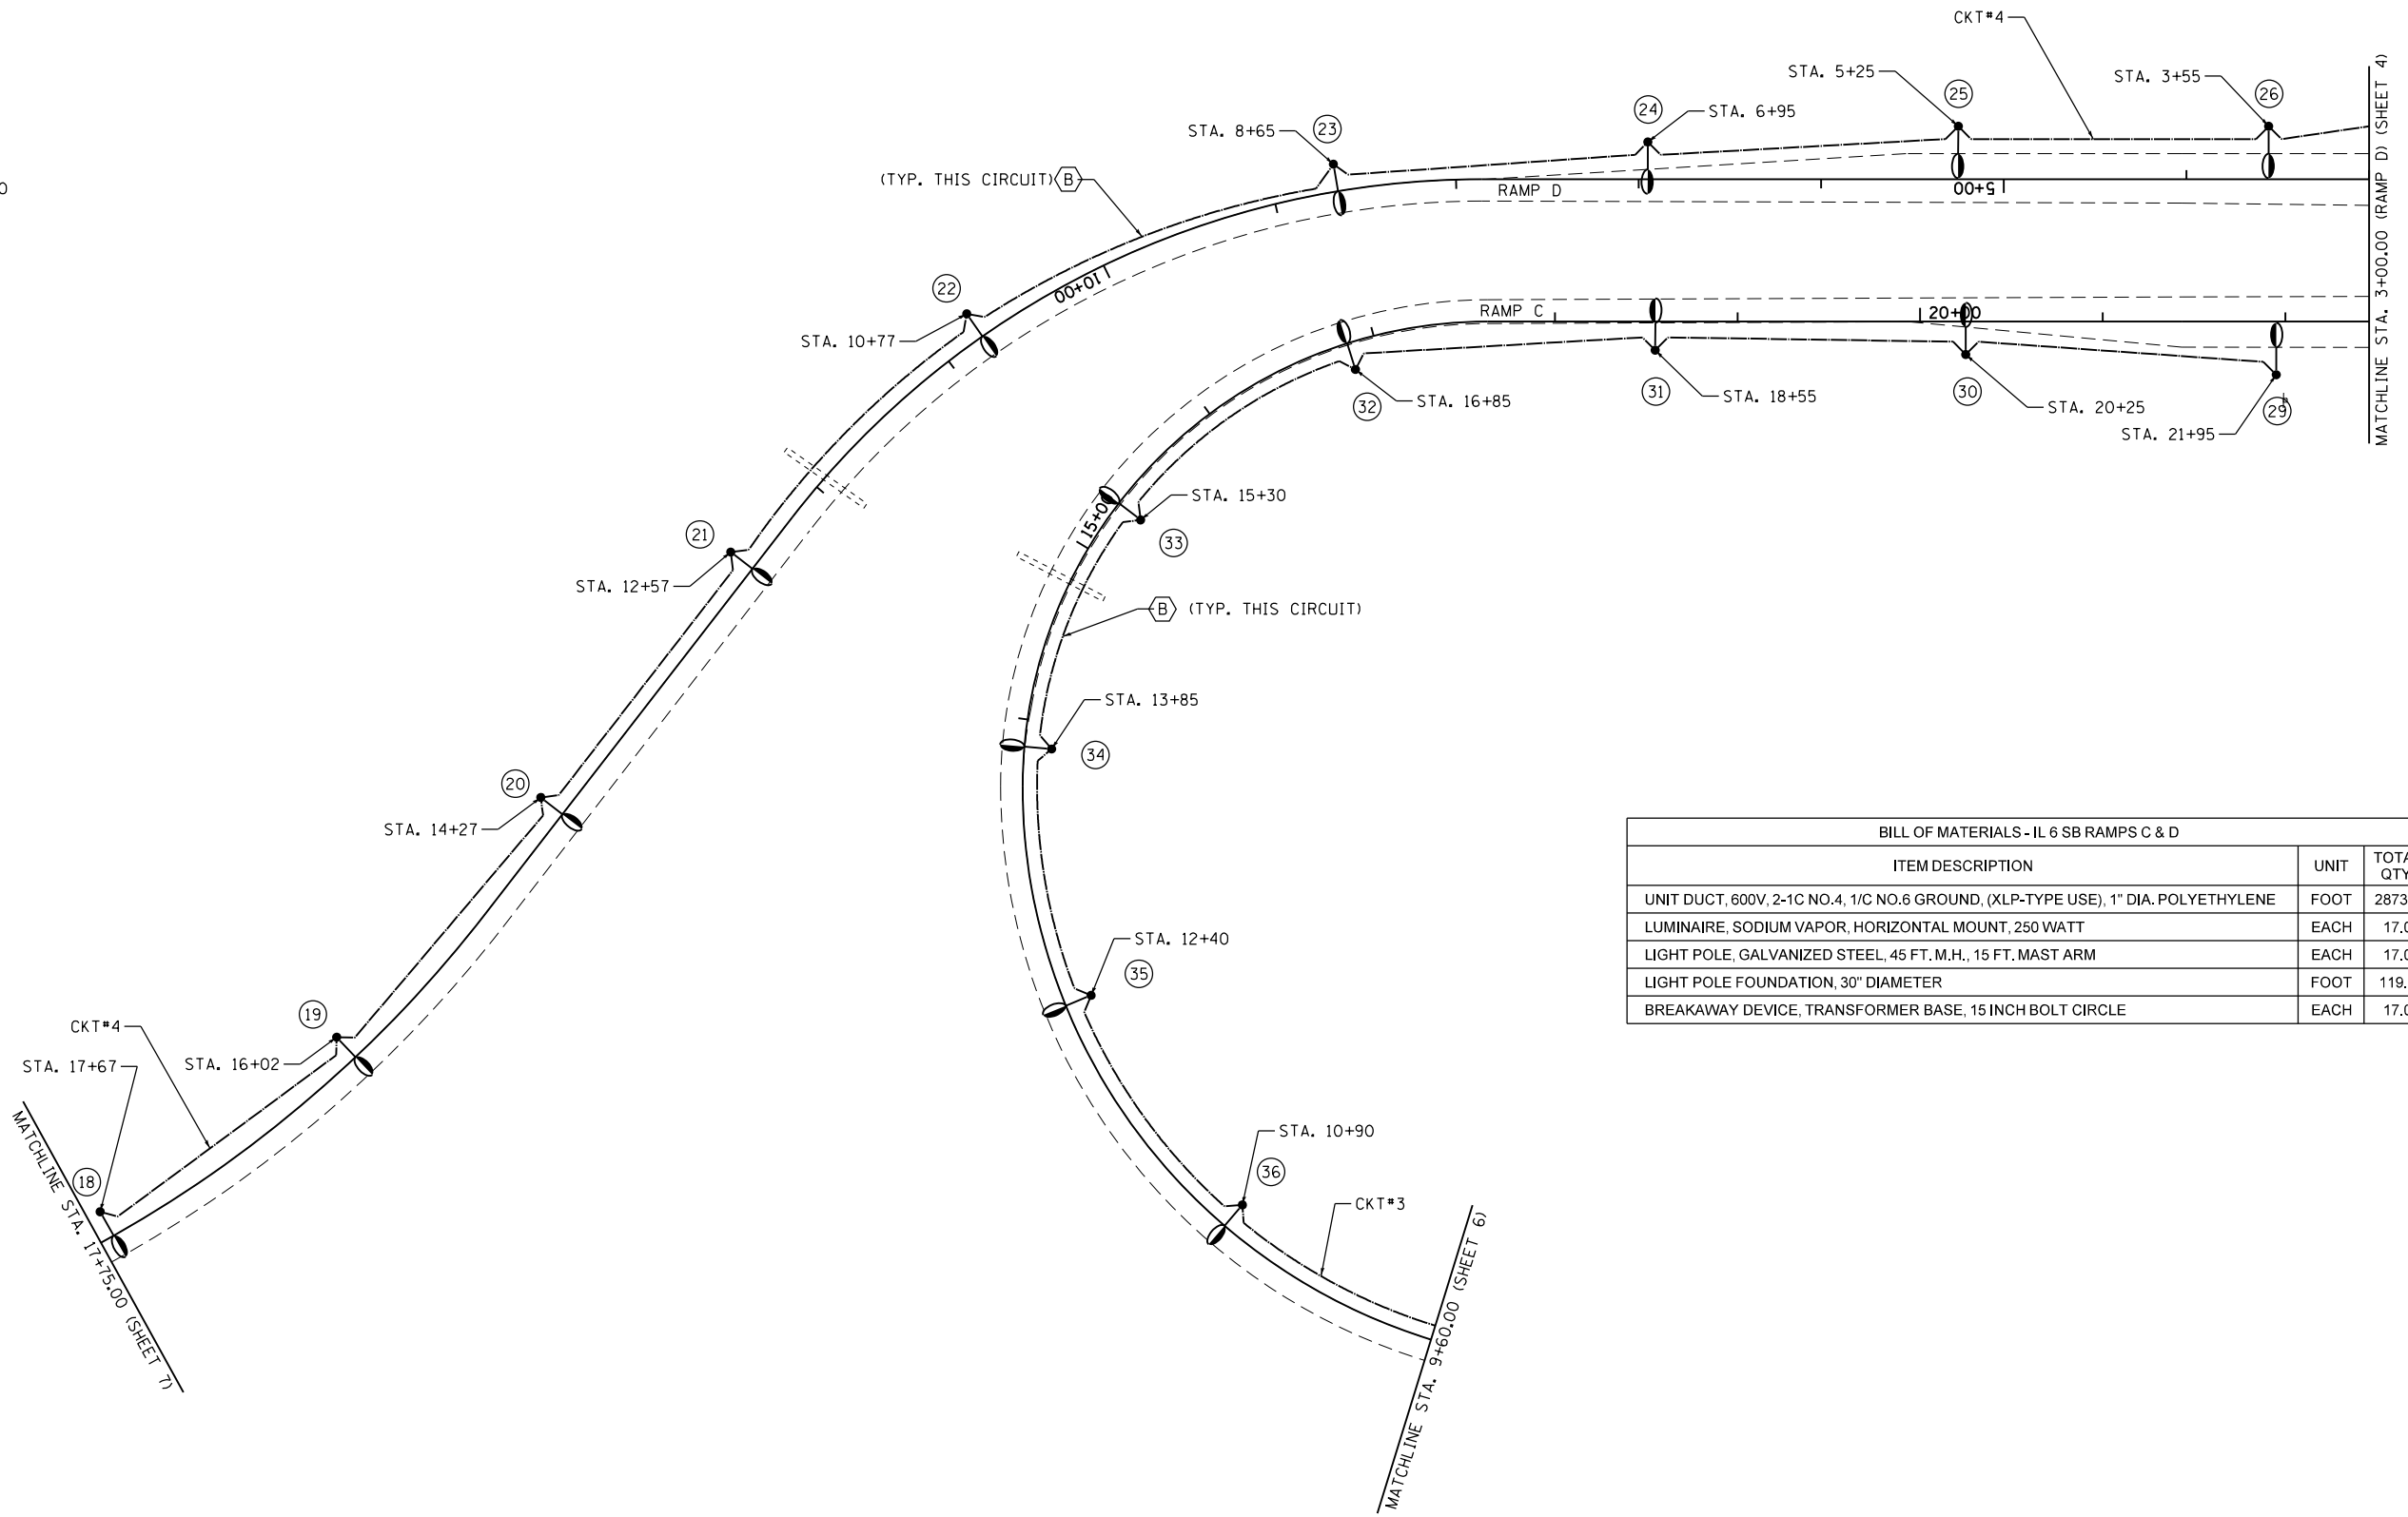 CKT#4
STA. 5+25
STA. 3+55
25
26
24
STA. 6+95
STA. 8+65
23
(TYP. THIS CIRCUIT) B
RAMP D
5+00
MATCHLINE STA. 3+00.00 (RAMP D) (SHEET 4)
10+00
22
STA. 10+77
RAMP C
20+00
32
STA. 16+85
31
STA. 18+55
30
STA. 20+25
29
STA. 21+95
21
STA. 12+57
15+0
STA. 15+30
33
B (TYP. THIS CIRCUIT)
STA. 13+85
34
20
STA. 14+27
STA. 12+40
35
19
CKT#4
STA. 16+02
STA. 17+67
18
MATCHLINE STA. 17+75.00 (SHEET 7)
STA. 10+90
36
CKT#3
MATCHLINE STA. 9+60.00 (SHEET 6)
BILL OF MATERIALS - IL 6 SB RAMPS C & D
ITEM DESCRIPTION UNIT
UNIT DUCT, 600V, 2-1C NO.4, 1/C NO.6 GROUND, (XLP-TYPE USE), 1" DIA. POLYETHYLENE FOOT 2873
LUMINAIRE, SODIUM VAPOR, HORIZONTAL MOUNT, 250 WATT EACH 17.0
LIGHT POLE, GALVANIZED STEEL, 45 FT. M.H., 15 FT. MAST ARM EACH 17.0
LIGHT POLE FOUNDATION, 30" DIAMETER FOOT 119.
BREAKAWAY DEVICE, TRANSFORMER BASE, 15 INCH BOLT CIRCLE EACH 17.0